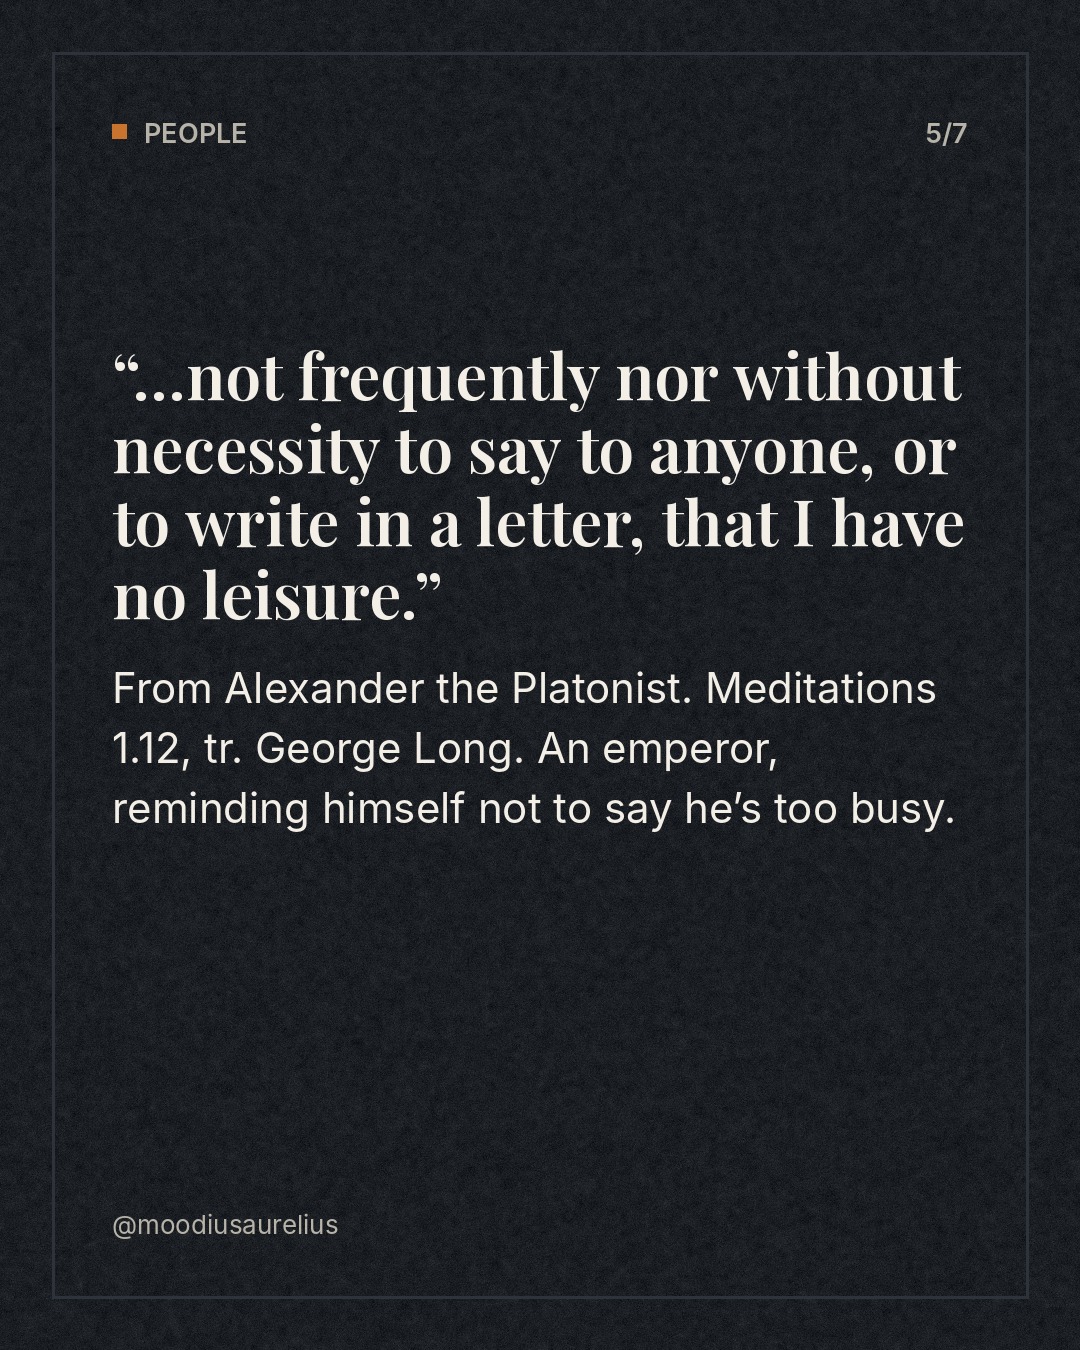 PEOPLE
5/7
“…not frequently nor without
necessity to say to anyone, or
to write in a letter, that I have
no leisure.”
From Alexander the Platonist. Meditations
1.12, tr. George Long. An emperor,
reminding himself not to say he’s too busy.
@moodiusaurelius